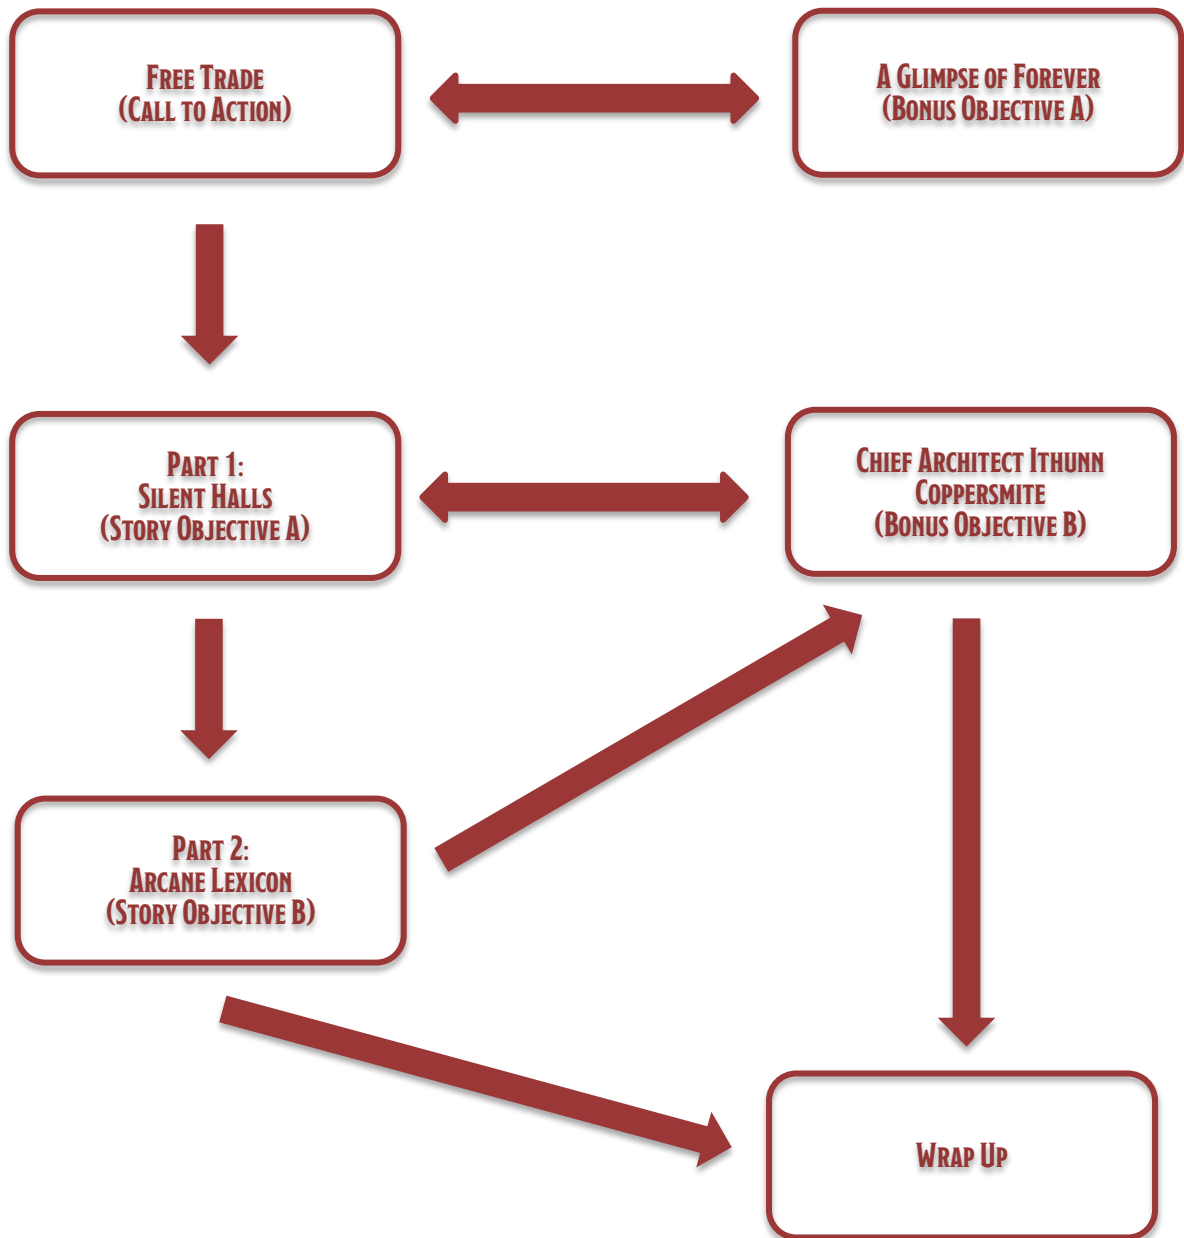 Free Trade
(Call to Action)
A Glimpse of Forever
(Bonus Objective A)
Part 1:
Silent Halls
(Story Objective A)
Chief Architect Ithunn
Coppersmite
(Bonus Objective B)
Part 2:
Arcane Lexicon
(Story Objective B)
Wrap Up